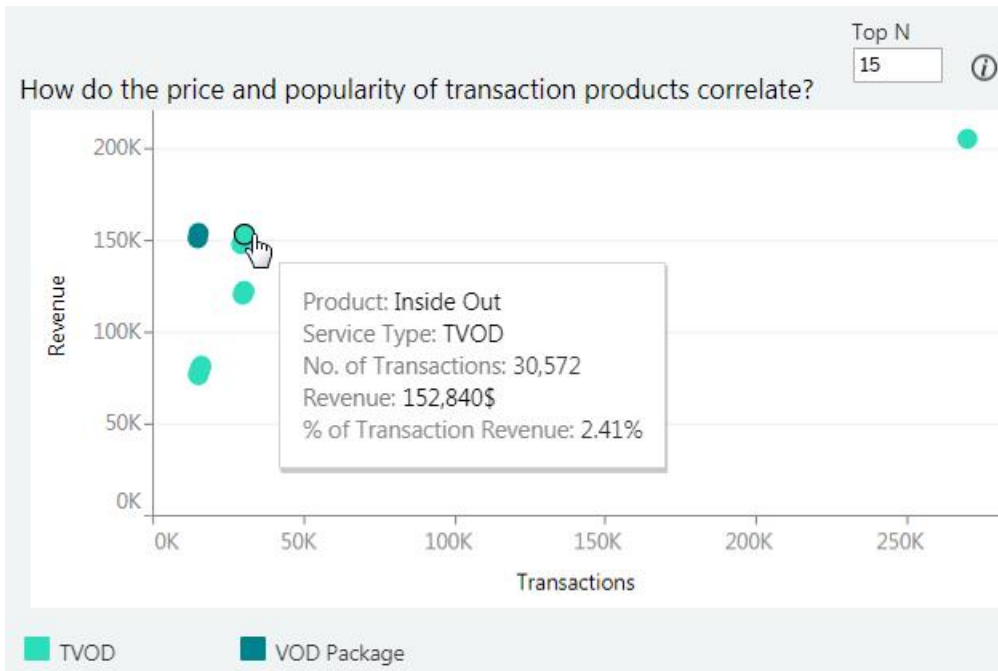 Top N
15
How do the price and popularity of transaction products correlate?
200K
150K
100K
50K
0K
Revenue
Product: Inside Out
Service Type: TVOD
No. of Transactions: 30,572
Revenue: 152,840$
% of Transaction Revenue: 2.41%
0K 50K 100K 150K 200K 250K
Transactions
TVOD VOD Package